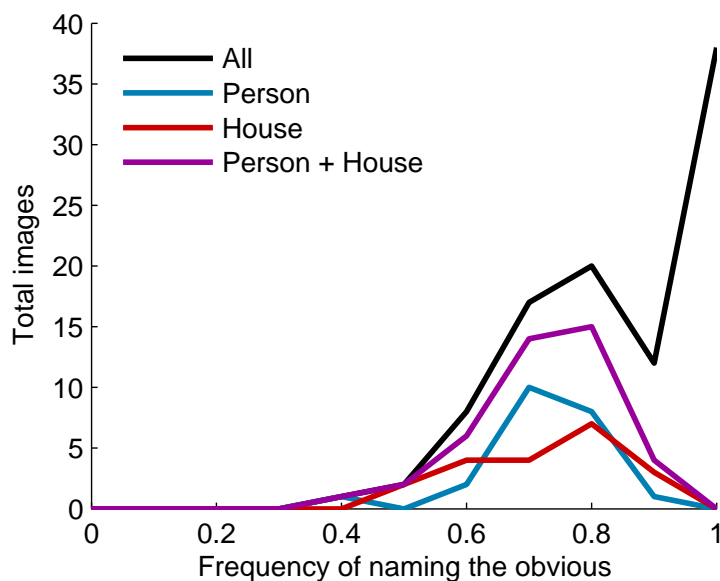 40
35
30
25
20
15
10
5
0
Total images
All
Person
House
Person + House
0 0.2 0.4 0.6 0.8 1
Frequency of naming the obvious